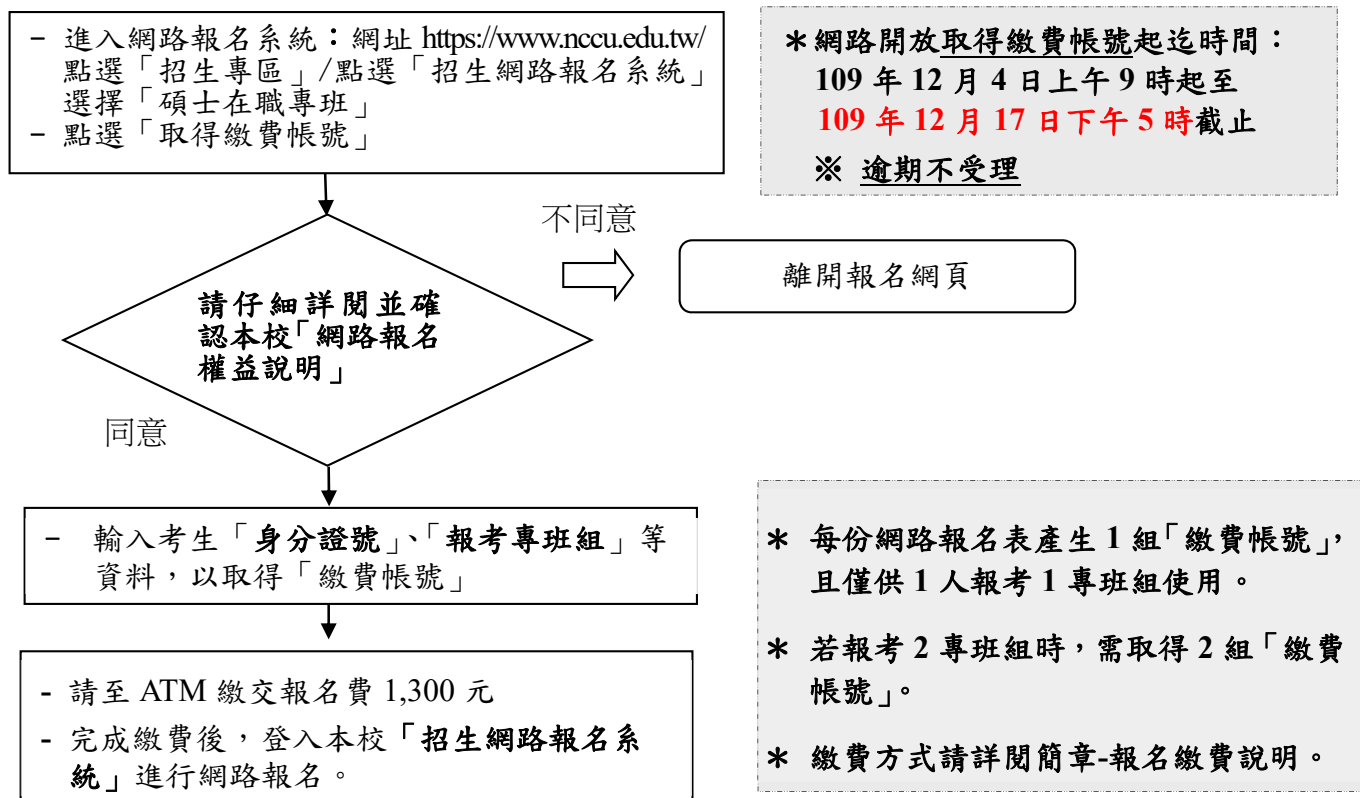 - 進入網路報名系統：網址 https://www.nccu.edu.tw/
點選「招生專區」/點選「招生網路報名系統」
選擇「碩士在職專班」
- 點選「取得繳費帳號」
＊網路開放取得繳費帳號起迄時間：
109 年 12 月 4 日上午 9 時起至
109 年 12 月 17 日下午 5 時截止
※ 逾期不受理
不同意
離開報名網頁
請仔細詳閱並確
認本校「網路報名
權益說明」
同意
- 輸入考生「身分證號」、「報考專班組」等
資料，以取得「繳費帳號」
＊ 每份網路報名表產生 1 組「繳費帳號」，
且僅供 1 人報考 1 專班組使用。
＊ 若報考 2 專班組時，需取得 2 組「繳費
帳號」。
＊ 繳費方式請詳閱簡章-報名繳費說明。
- 請至 ATM 繳交報名費 1,300 元
- 完成繳費後，登入本校「招生網路報名系
統」進行網路報名。